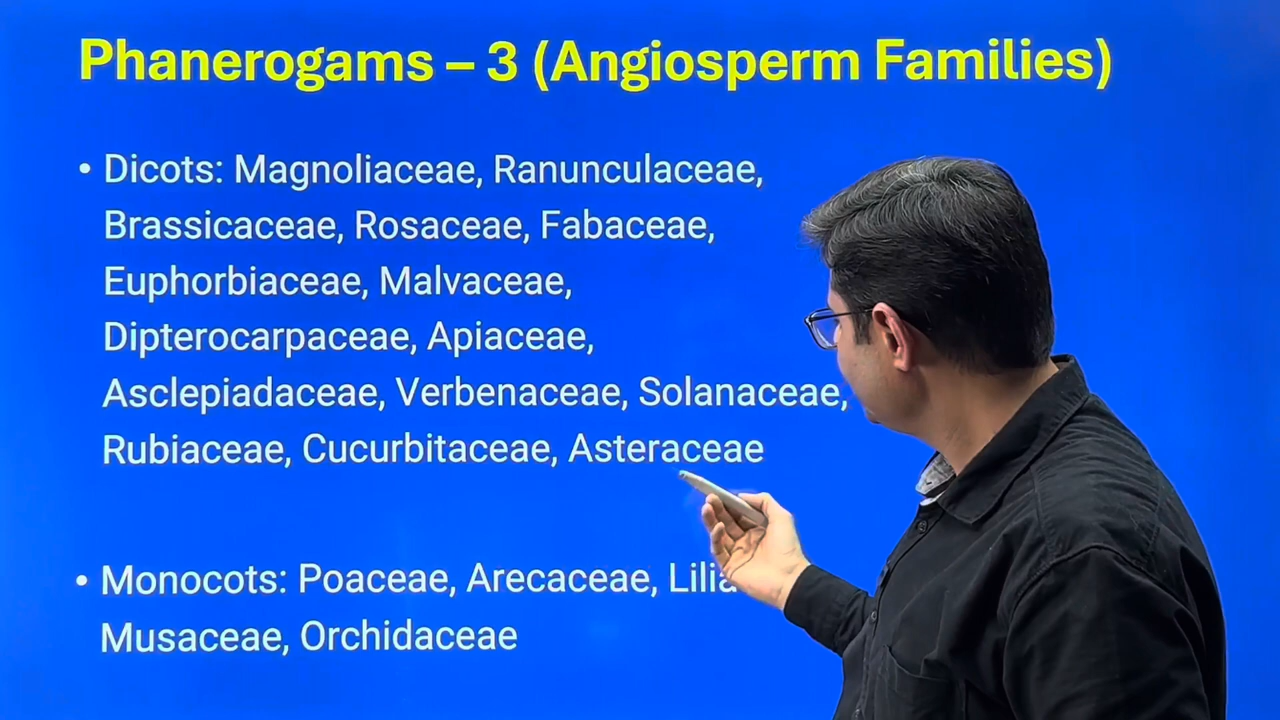 Phanerogams – 3 (Angiosperm Families)
• Dicots: Magnoliaceae, Ranunculaceae,
Brassicaceae, Rosaceae, Fabaceae,
Euphorbiaceae, Malvaceae,
Dipterocarpaceae, Apiaceae,
Asclepiadaceae, Verbenaceae, Solanaceae,
Rubiaceae, Cucurbitaceae, Asteraceae
• Monocots: Poaceae, Arecaceae,
Musaceae, Orchidaceae